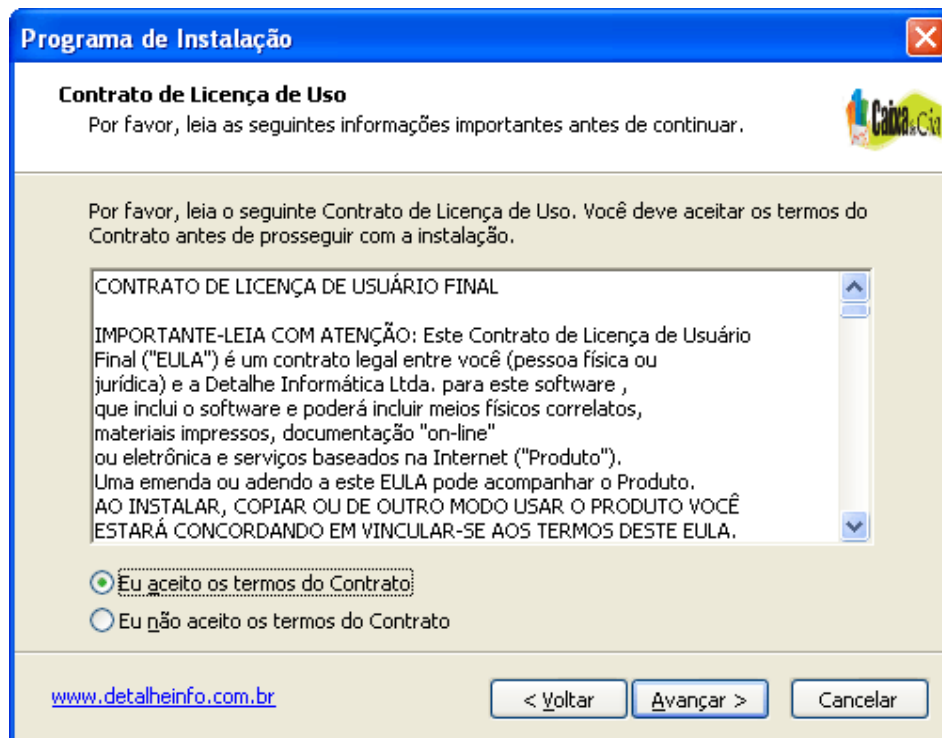 Programa de Instalação
Contrato de Licença de Uso
Por favor, leia as seguintes informações importantes antes de continuar.
Caixa & Cia
Por favor, leia o seguinte Contrato de Licença de Uso. Você deve aceitar os termos do
Contrato antes de prosseguir com a instalação.
CONTRATO DE LICENÇA DE USUÁRIO FINAL
IMPORTANTE-LEIA COM ATENÇÃO: Este Contrato de Licença de Usuário
Final ("EULA") é um contrato legal entre você (pessoa física ou
jurídica) e a Detalhe Informática Ltda. para este software ,
que inclui o software e poderá incluir meios físicos correlatos,
materiais impressos, documentação "on-line"
ou eletrônica e serviços baseados na Internet ("Produto").
Uma emenda ou adendo a este EULA pode acompanhar o Produto.
AO INSTALAR, COPIAR OU DE OUTRO MODO USAR O PRODUTO VOCÊ
ESTARÁ CONCORDANDO EM VINCULAR-SE AOS TERMOS DESTE EULA.
Eu aceito os termos do Contrato
Eu não aceito os termos do Contrato
www.detalheinfo.com.br
< Voltar
Avançar >
Cancelar